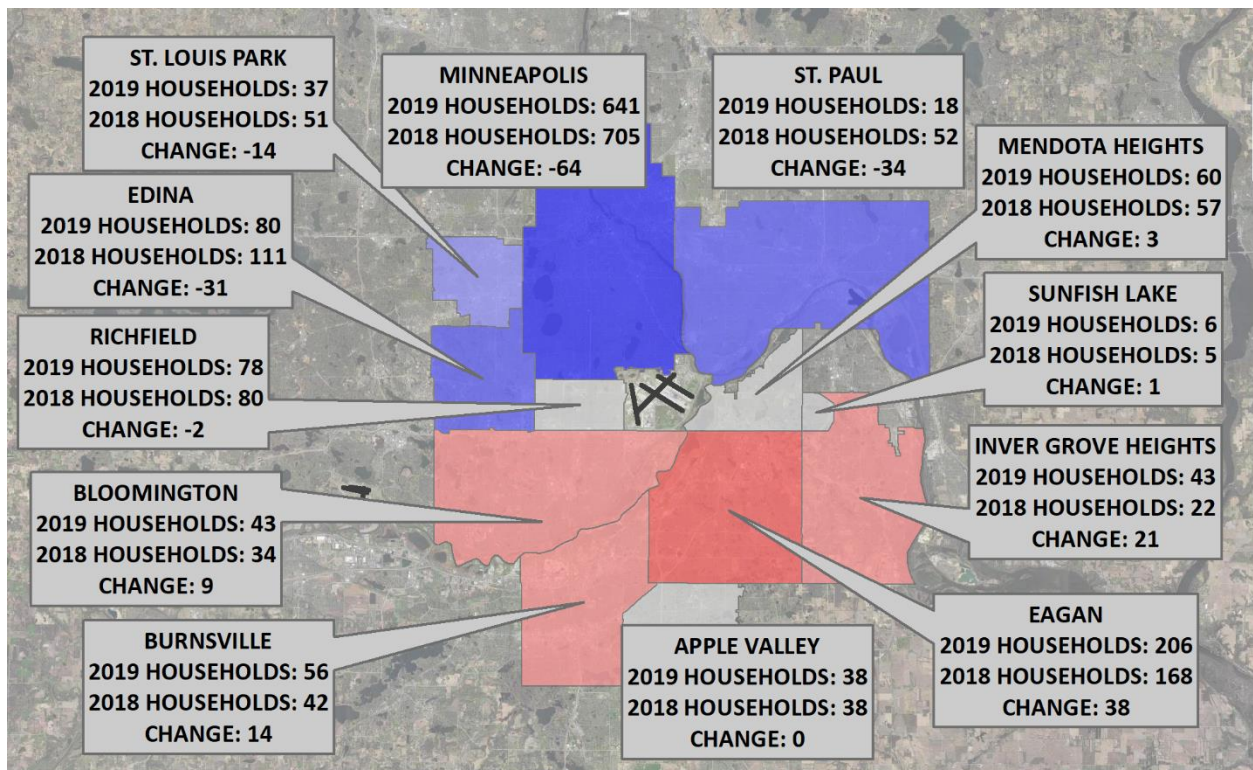 ST. LOUIS PARK
2019 HOUSEHOLDS: 37
2018 HOUSEHOLDS: 51
CHANGE: -14
MINNEAPOLIS
2019 HOUSEHOLDS: 641
2018 HOUSEHOLDS: 705
CHANGE: -64
ST. PAUL
2019 HOUSEHOLDS: 18
2018 HOUSEHOLDS: 52
CHANGE: -34
MENDOTA HEIGHTS
2019 HOUSEHOLDS: 60
2018 HOUSEHOLDS: 57
CHANGE: 3
EDINA
2019 HOUSEHOLDS: 80
2018 HOUSEHOLDS: 111
CHANGE: -31
SUNFISH LAKE
2019 HOUSEHOLDS: 6
2018 HOUSEHOLDS: 5
CHANGE: 1
RICHFIELD
2019 HOUSEHOLDS: 78
2018 HOUSEHOLDS: 80
CHANGE: -2
INVER GROVE HEIGHTS
2019 HOUSEHOLDS: 43
2018 HOUSEHOLDS: 22
CHANGE: 21
BLOOMINGTON
2019 HOUSEHOLDS: 43
2018 HOUSEHOLDS: 34
CHANGE: 9
EAGAN
2019 HOUSEHOLDS: 206
2018 HOUSEHOLDS: 168
CHANGE: 38
BURNSVILLE
2019 HOUSEHOLDS: 56
2018 HOUSEHOLDS: 42
CHANGE: 14
APPLE VALLEY
2019 HOUSEHOLDS: 38
2018 HOUSEHOLDS: 38
CHANGE: 0